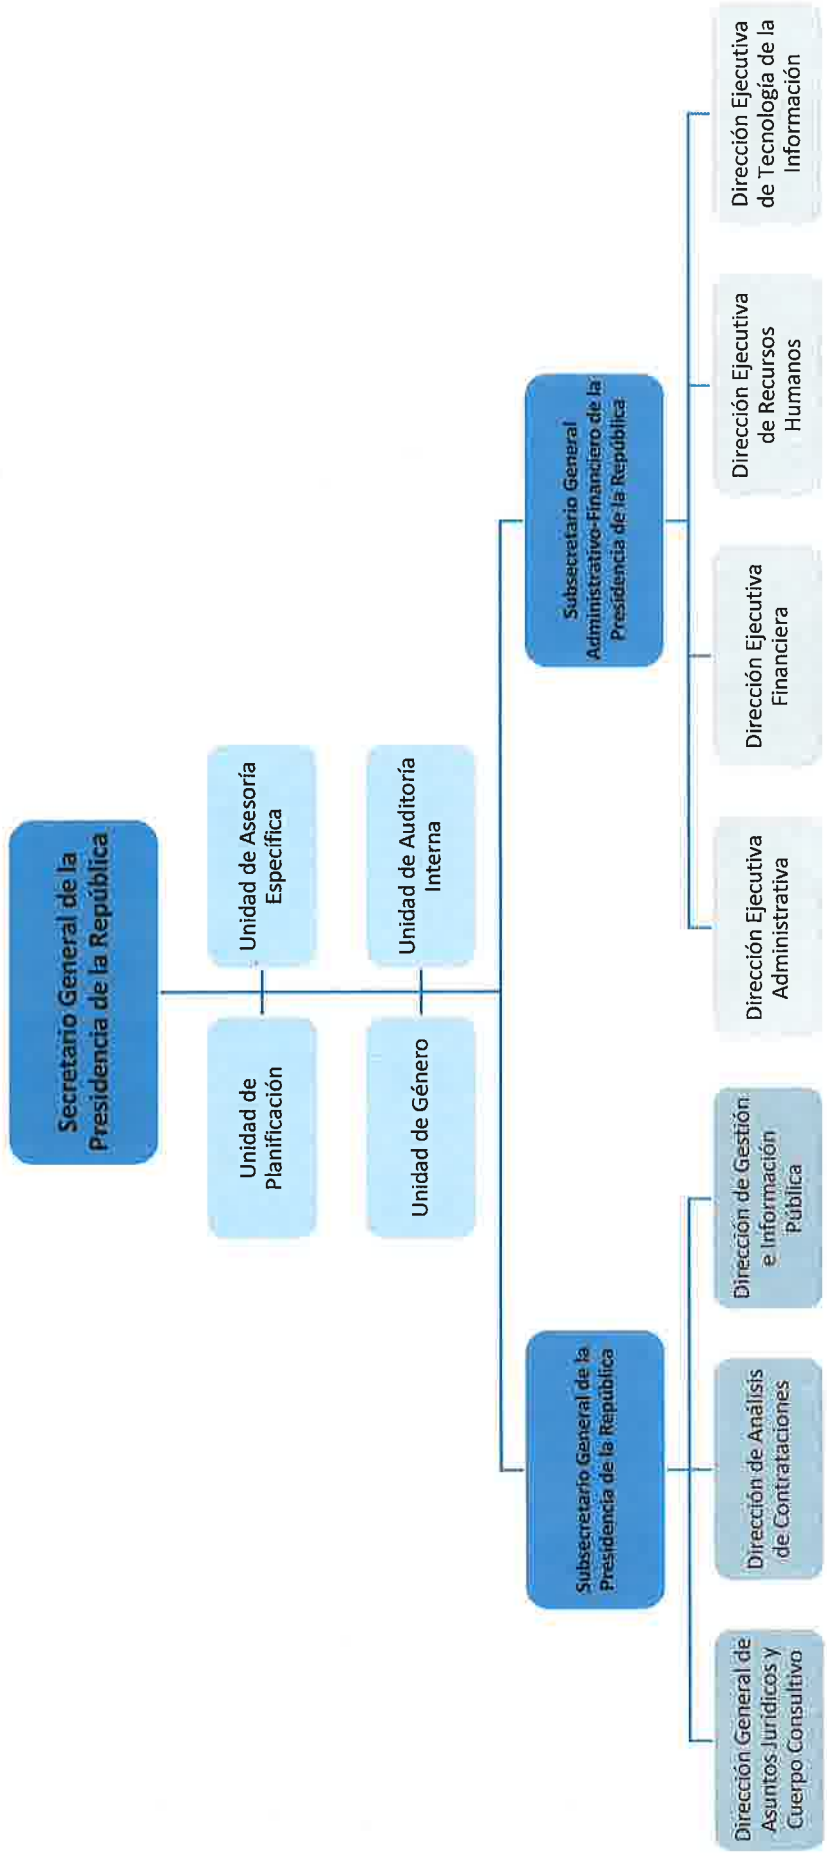 Secretario General de la
Presidencia de la República
Unidad de
Planificación
Unidad de Asesoría
Específica
Unidad de Género
Unidad de Auditoría
Interna
Subsecretario General de la
Presidencia de la República
Subsecretario General
Administrativo-Financiero de la
Presidencia de la República
Dirección General de
Asuntos Jurídicos y
Cuerpo Consultivo
Dirección de Análisis
de Contrataciones
Dirección de Gestión
e Información
Pública
Dirección Ejecutiva
Administrativa
Dirección Ejecutiva
Financiera
Dirección Ejecutiva
de Recursos
Humanos
Dirección Ejecutiva
de Tecnología de la
Información